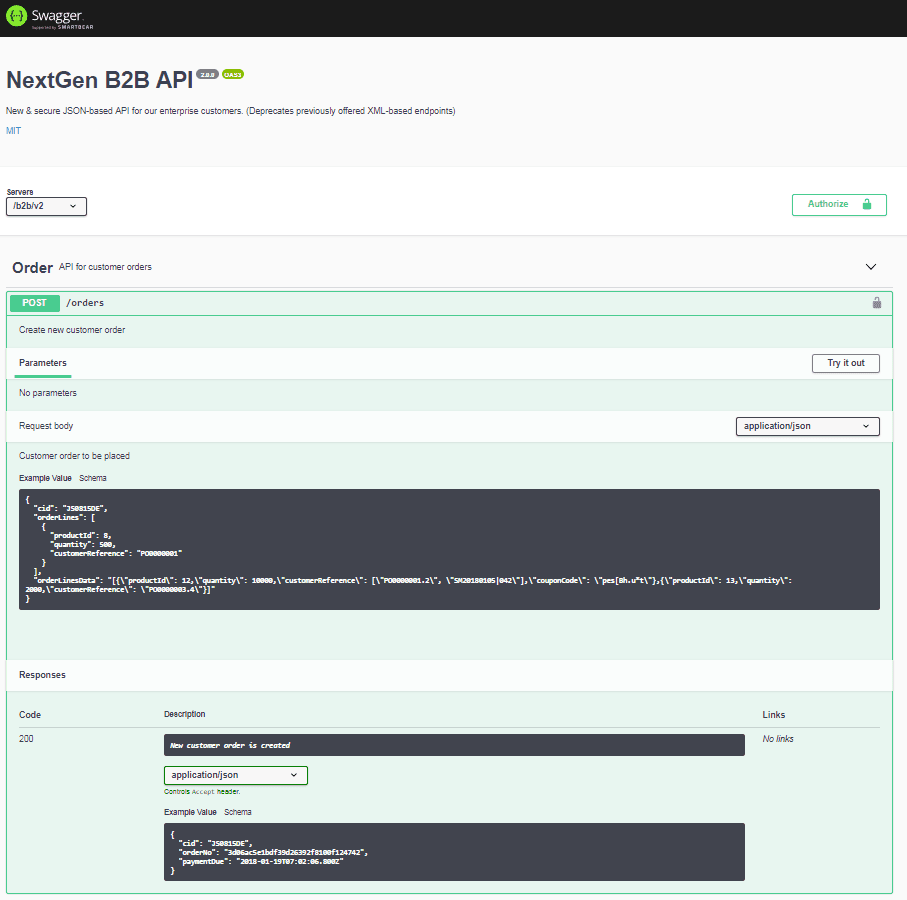 Swagger
Supported by SMARTBEAR
NextGen B2B API 2.0.0 OAS3
New & secure JSON-based API for our enterprise customers. (Deprecates previously offered XML-based endpoints)
MIT
Servers
/b2b/v2
Authorize
Order API for customer orders
POST /orders
Create new customer order
Parameters
Try it out
No parameters
Request body
application/json
Customer order to be placed
Example Value Schema
{
  "cid": "JS0815DE",
  "orderLines": [
    {
      "productId": 8,
      "quantity": 500,
      "customerReference": "PO0000001"
    }
  ],
  "orderLinesData": "[{\"productId\": 12,\"quantity\": 10000,\"customerReference\": [\"PO0000001.2\", \"SM20180105|042\"],\"couponCode\": \"pes[Bh.u*t\"},{\"productId\": 13,\"quantity\":
2000,\"customerReference\": \"PO0000003.4\"}]"
}
Responses
Code Description Links
200
New customer order is created
No links
application/json
Controls Accept header.
Example Value Schema
{
  "cid": "JS0815DE",
  "orderNo": "3d06ac5e1bdf39d26392f8100f124742",
  "paymentDue": "2018-01-19T07:02:06.800Z"
}